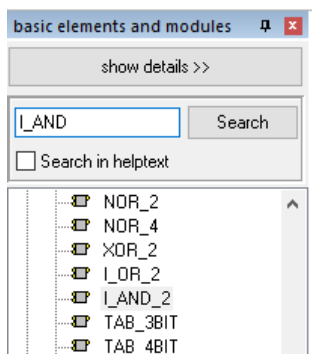 basic elements and modules
show details >>
I_AND Search
Search in helptext
NOR_2
NOR_4
XOR_2
I_OR_2
I_AND_2
TAB_3BIT
TAB_4BIT